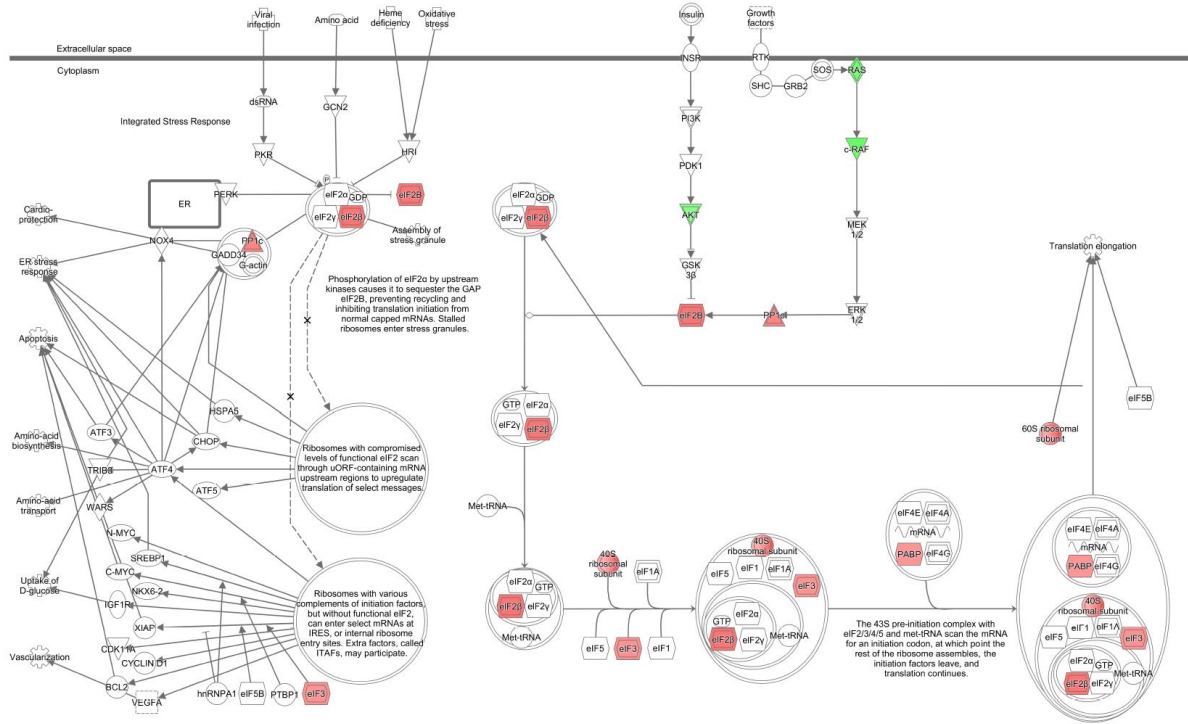 Viral
infection
Amino acid
Heme
deficiency
Oxidative
stress
Insulin
Growth
factors
Extracellular space
Cytoplasm
INSR
RTK
SOS
RAS
SHC
GRB2
dsRNA
GCN2
Integrated Stress Response
PI3K
PKR
HRI
c-RAF
PDK1
P
PERK
ER
eIF2α
GDP
eIF2B
eIF2γ
eIF2β
eIF2α
GDP
eIF2γ
eIF2β
AKT
MEK
1/2
Cardio-
protection
NOX4
PP1c
GADD34
G-actin
Assembly of
stress granule
Translation elongation
ER stress
response
GSK
3β
Phosphorylation of eIF2α by upstream
kinases causes it to sequester the GAP
eIF2B, preventing recycling and
inhibiting translation initiation from
normal capped mRNAs. Stalled
ribosomes enter stress granules.
eIF2B
PP1c
ERK
1/2
Apoptosis
x
x
HSPA5
GTP
eIF2α
eIF2γ
eIF2β
eIF5B
60S ribosomal
subunit
ATF3
Amino-acid
biosynthesis
CHOP
TRIB3
ATF4
ATF5
Ribosomes with compromised
levels of functional eIF2 scan
through uORF-containing mRNA
upstream regions to upregulate
translation of select messages.
Amino-acid
transport
WARS
Met-tRNA
eIF4E
eIF4A
mRNA
PABP
eIF4G
eIF4E
eIF4A
mRNA
PABP
eIF4G
N-MYC
SREBP1
C-MYC
NKX6-2
IGF1R
XIAP
CDK11A
CYCLIN D1
BCL2
VEGFA
Uptake of
D-glucose
Vascularization
Ribosomes with various
complements of initiation factors,
but without functional eIF2,
can enter select mRNAs at
IRES, or internal ribosome
entry sites. Extra factors, called
ITAFs, may participate.
hnRNPA1
eIF5B
PTBP1
eIF3
eIF2α
GTP
eIF2β
eIF2γ
Met-tRNA
40S
ribosomal
subunit
eIF1A
eIF5
eIF3
eIF1
40S
ribosomal subunit
eIF5
eIF1
eIF1A
eIF3
eIF2α
GTP
eIF2β
eIF2γ
Met-tRNA
The 43S pre-initiation complex with
eIF2/3/4/5 and met-tRNA scan the mRNA
for an initiation codon, at which point the
rest of the ribosome assembles, the
initiation factors leave, and
translation continues.
40S
ribosomal subunit
eIF5
eIF1
eIF1A
eIF3
eIF2α
GTP
eIF2β
eIF2γ
Met-tRNA